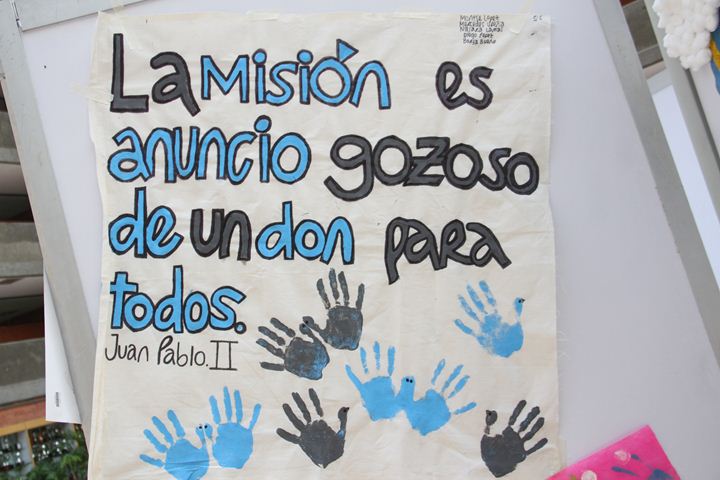 La misión es
anuncio gozoso
de un don para
todos.
Juan Pablo. II